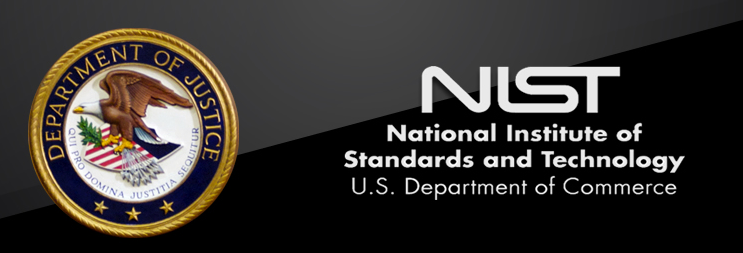 DEPARTMENT OF JUSTICE
QUI PRO DOMINA JUSTITIA SEQUITUR
NIST
National Institute of
Standards and Technology
U.S. Department of Commerce